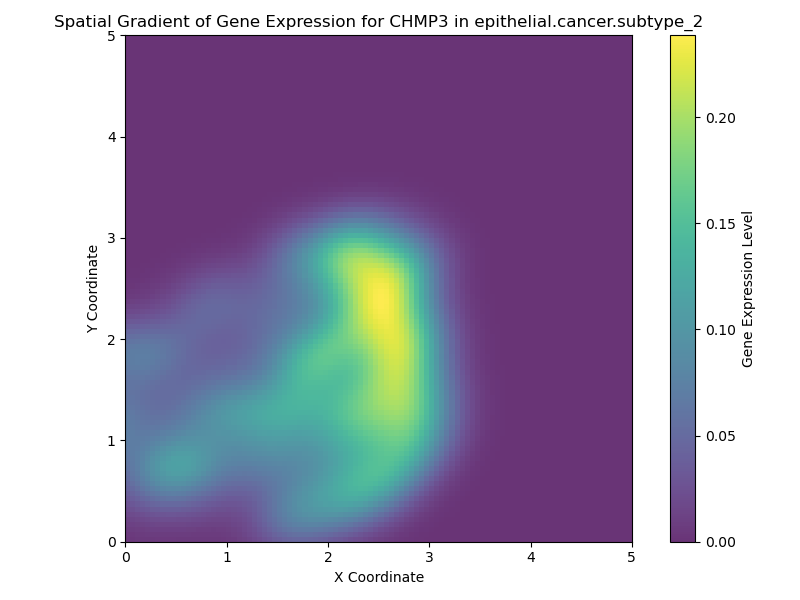 Spatial Gradient of Gene Expression for CHMP3 in epithelial.cancer.subtype_2
5
4
3
2
1
0
Y Coordinate
0 1 2 3 4 5
X Coordinate
0.20
0.15
0.10
0.05
0.00
Gene Expression Level